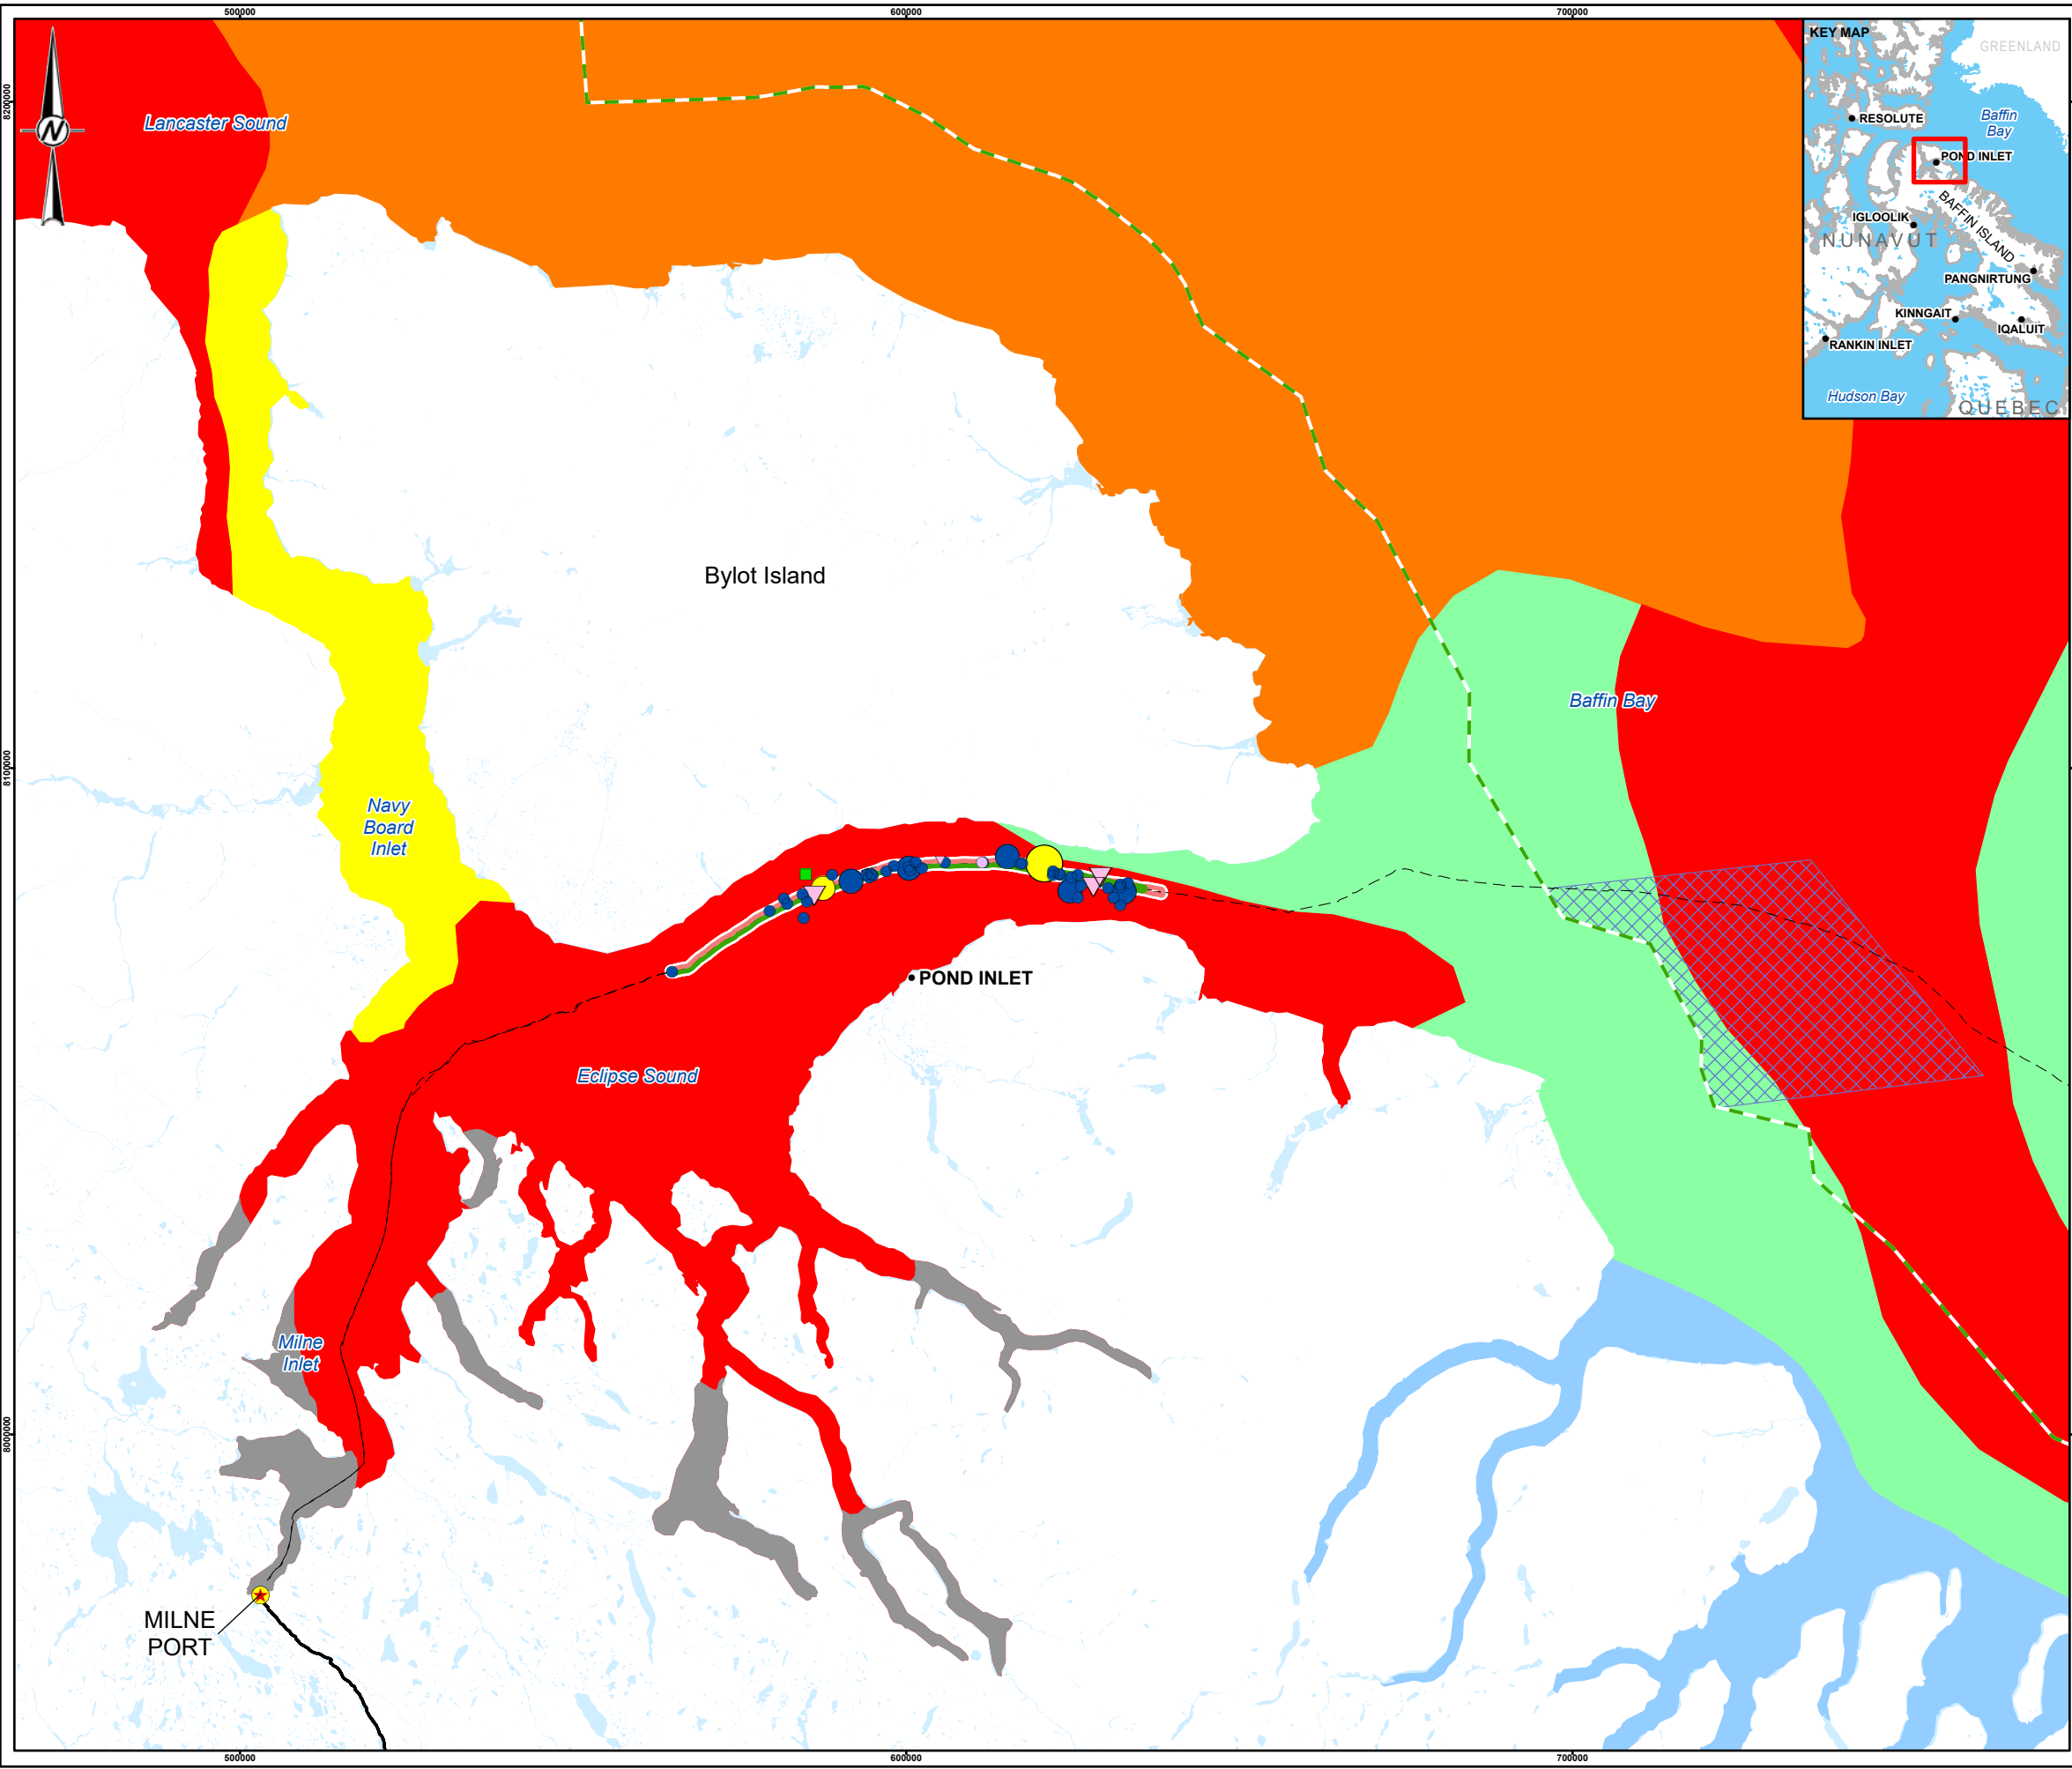 500000
600000
700000
8200000
8100000
8000000
N
Lancaster Sound
Bylot Island
Baffin Bay
Navy
Board
Inlet
POND INLET
Eclipse Sound
Milne
Inlet
MILNE
PORT
KEY MAP
GREENLAND
RESOLUTE
Baffin
Bay
POND INLET
BAFFIN ISLAND
IGLOOLIK
NUNAVUT
PANGNIRTUNG
KINNGAIT
IQALUIT
RANKIN INLET
Hudson Bay
QUEBEC
500000
600000
700000